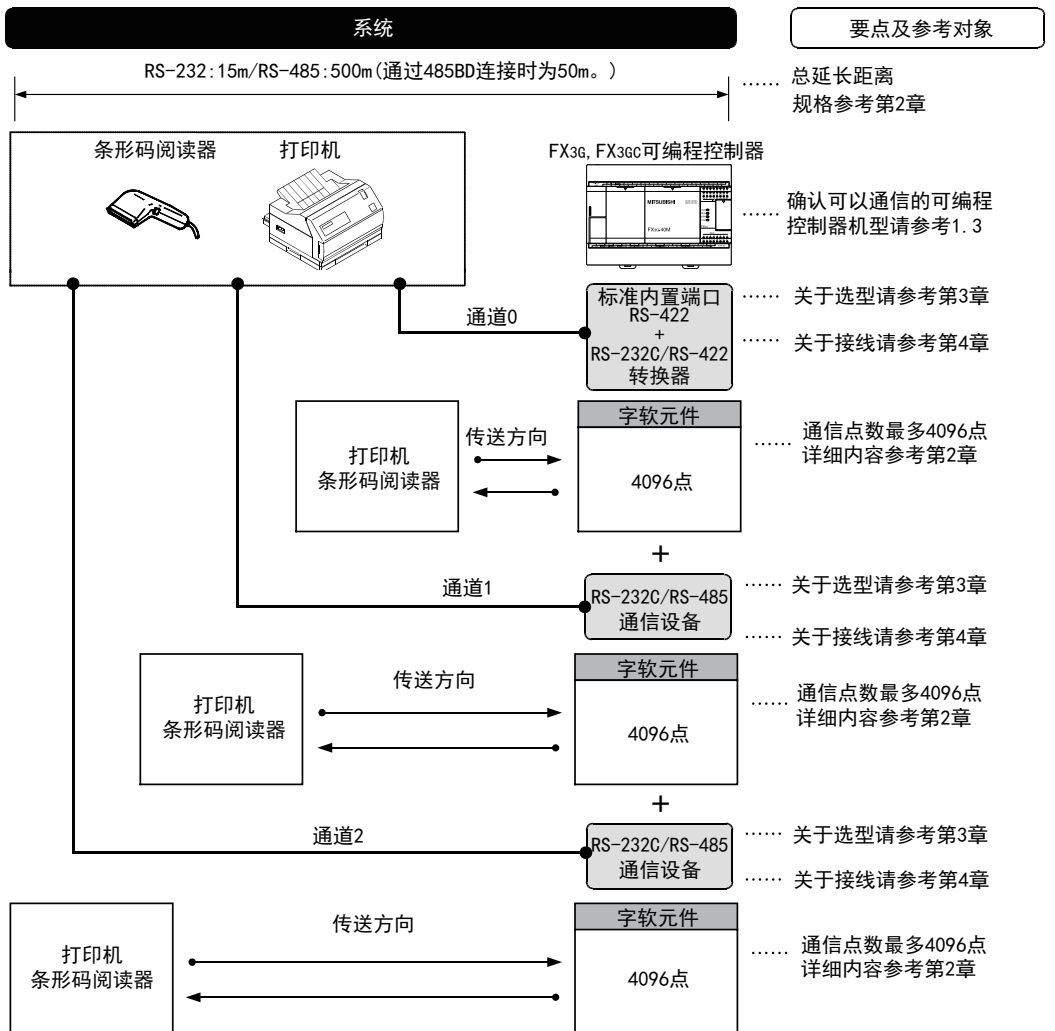 系统
要点及参考对象
RS-232:15m/RS-485:500m(通过485BD连接时为50m。)
…… 总延长距离
规格参考第2章
条形码阅读器
打印机
FX3G, FX3GC可编程控制器
MITSUBISHI
FX3G-40M
…… 确认可以通信的可编程
控制器机型请参考1.3
通道0
标准内置端口
RS-422
+
RS-232C/RS-422
转换器
…… 关于选型请参考第3章
…… 关于接线请参考第4章
打印机
条形码阅读器
传送方向
字软元件
4096点
…… 通信点数最多4096点
详细内容参考第2章
+
通道1
RS-232C/RS-485
通信设备
…… 关于选型请参考第3章
…… 关于接线请参考第4章
打印机
条形码阅读器
传送方向
字软元件
4096点
…… 通信点数最多4096点
详细内容参考第2章
+
通道2
RS-232C/RS-485
通信设备
…… 关于选型请参考第3章
…… 关于接线请参考第4章
打印机
条形码阅读器
传送方向
字软元件
4096点
…… 通信点数最多4096点
详细内容参考第2章